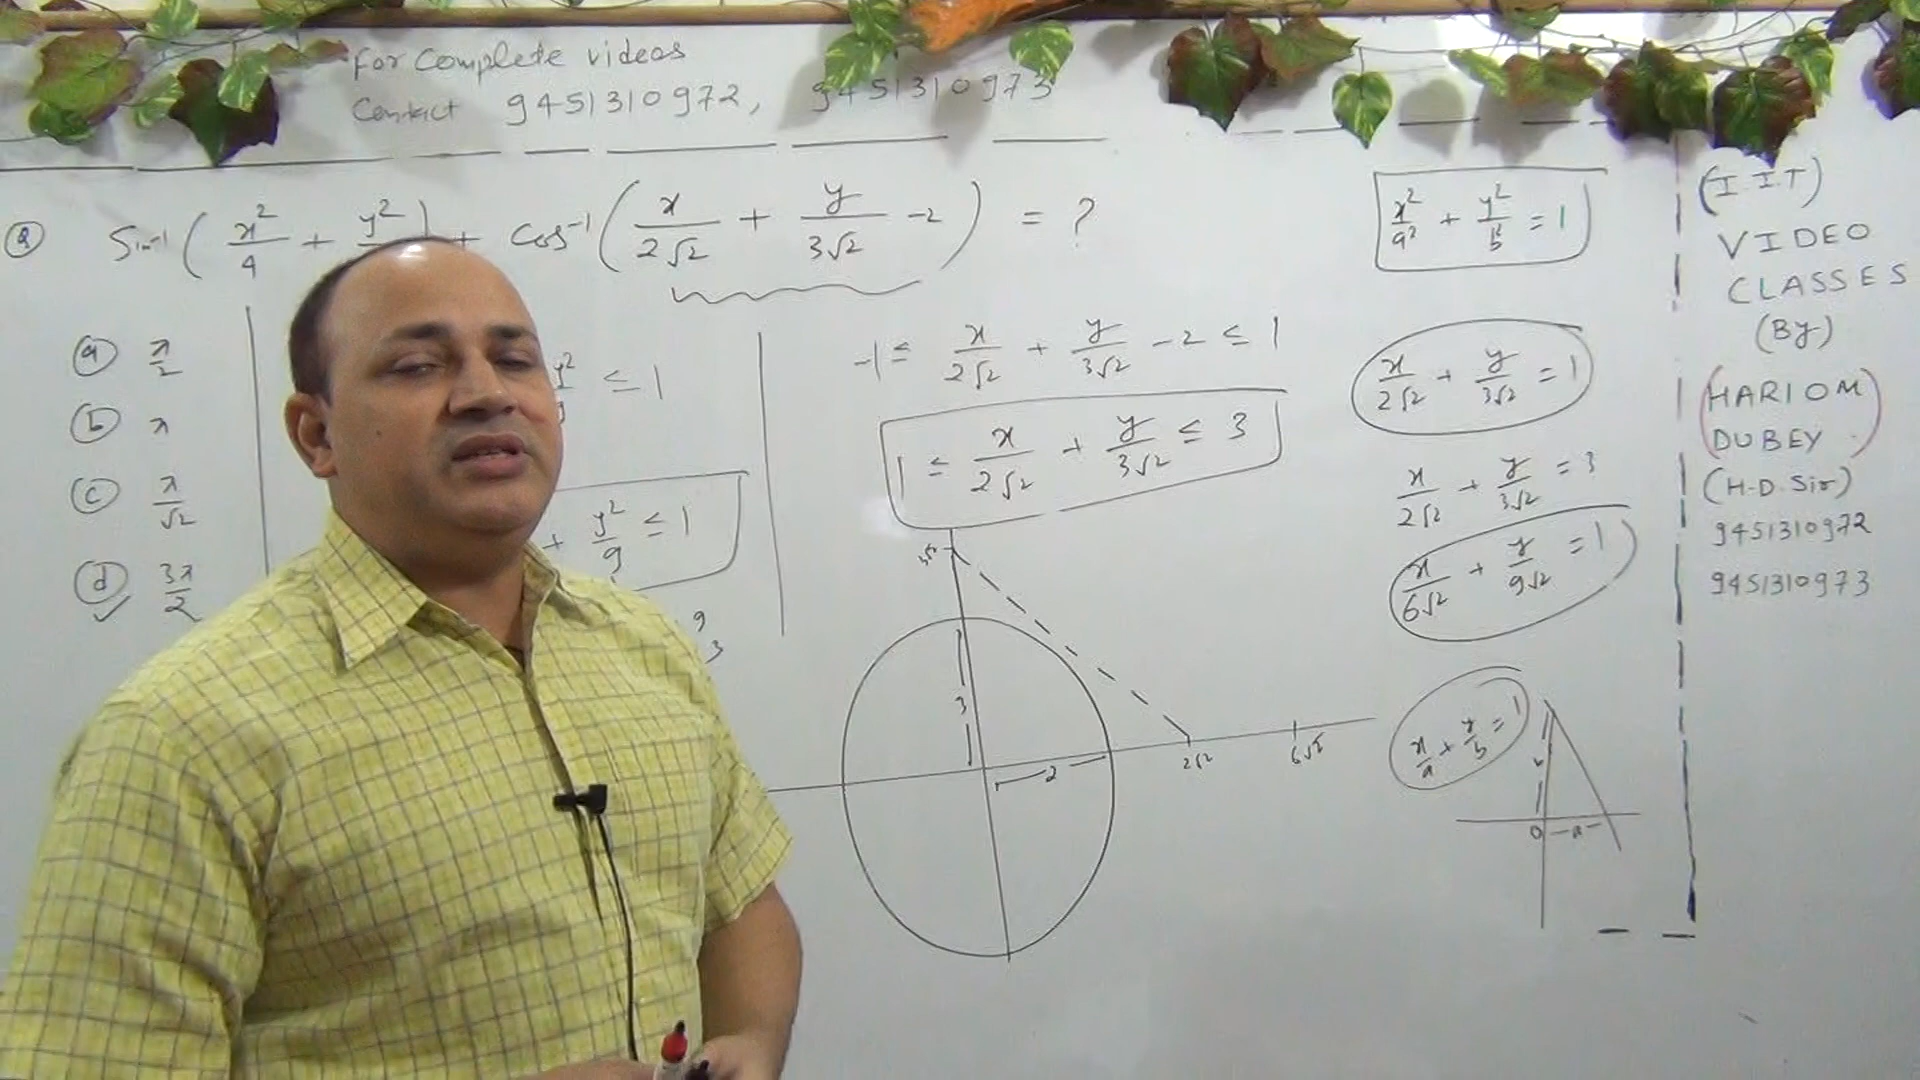 For Complete videos
Contact 9451310972, 9451310973
Q Sin⁻¹ ( x²/4 + y² ) + Cos⁻¹ ( x/2√2 + y/3√2 - 2 ) = ?
(a) π/2
(b) π
(c) π/√2
(d) 3π/2
y² ≤ 1
+ y²/9 ≤ 1
9
3
-1 ≤ x/2√2 + y/3√2 - 2 ≤ 1
1 ≤ x/2√2 + y/3√2 ≤ 3
3
2
2√2
6√2
x²/a² + y²/b² = 1
x/2√2 + y/3√2 = 1
x/2√2 + y/3√2 = 3
x/6√2 + y/9√2 = 1
x/a + y/b = 1
O
a
(I.I.T)
VIDEO
CLASSES
(By)
(HARIOM
DUBEY)
(H.D. Sir)
9451310972
9451310973